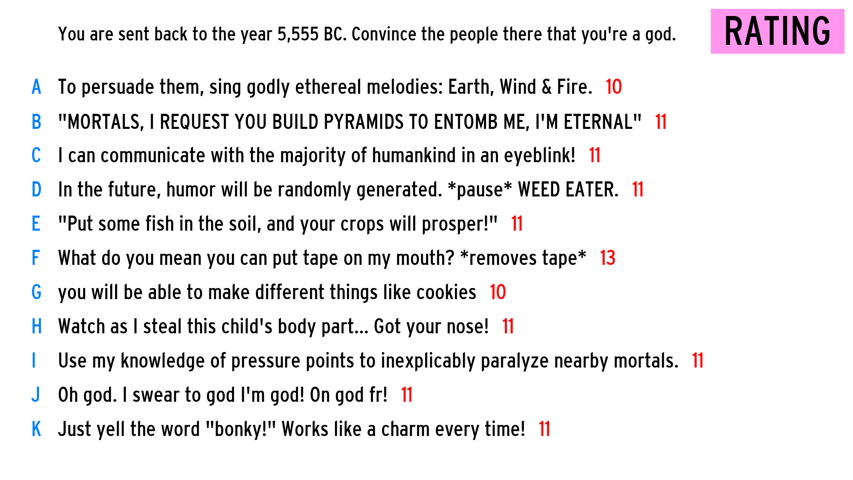 You are sent back to the year 5,555 BC. Convince the people there that you're a god.
RATING
A To persuade them, sing godly ethereal melodies: Earth, Wind & Fire. 10
B "MORTALS, I REQUEST YOU BUILD PYRAMIDS TO ENTOMB ME, I'M ETERNAL" 11
C I can communicate with the majority of humankind in an eyeblink! 11
D In the future, humor will be randomly generated. *pause* WEED EATER. 11
E "Put some fish in the soil, and your crops will prosper!" 11
F What do you mean you can put tape on my mouth? *removes tape* 13
G you will be able to make different things like cookies 10
H Watch as I steal this child's body part... Got your nose! 11
I Use my knowledge of pressure points to inexplicably paralyze nearby mortals. 11
J Oh god. I swear to god I'm god! On god fr! 11
K Just yell the word "bonky!" Works like a charm every time! 11